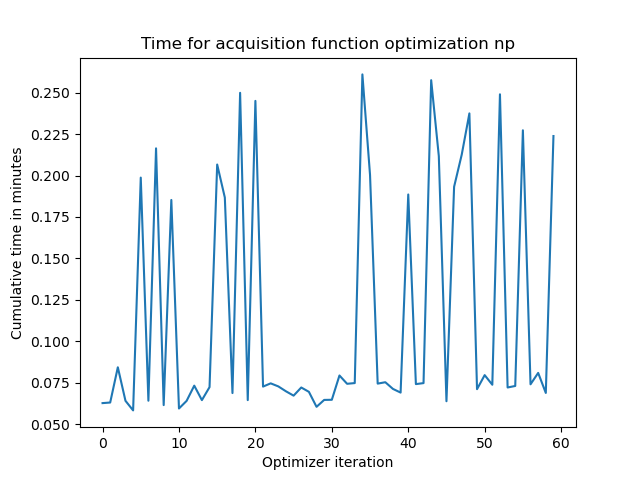 Time for acquisition function optimization np
Cumulative time in minutes
0.250
0.225
0.200
0.175
0.150
0.125
0.100
0.075
0.050
0 10 20 30 40 50 60
Optimizer iteration